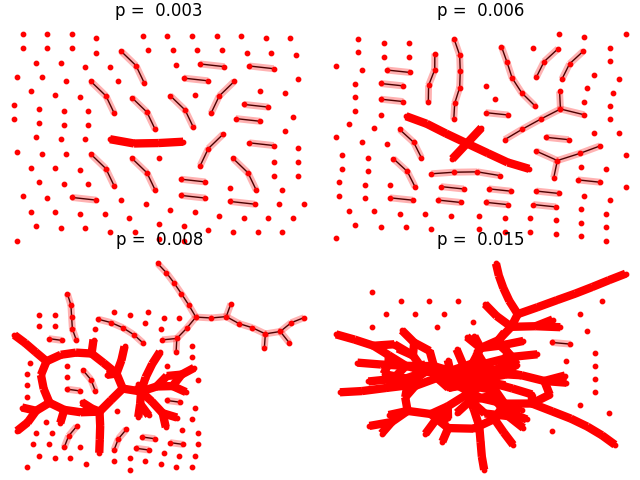 p =  0.003
p =  0.006
p =  0.008
p =  0.015